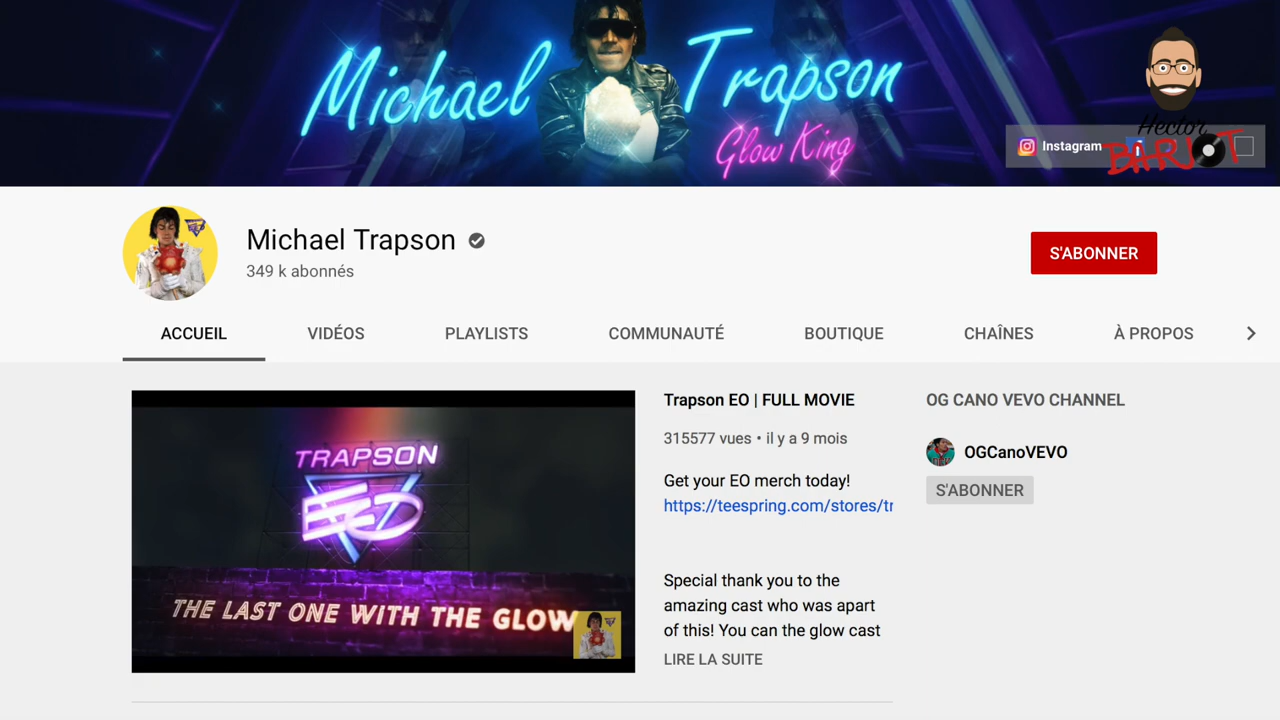 Michael Trapson
Glow King
Instagram
Hector
BARJOT
Michael Trapson
349 k abonnés
S'ABONNER
ACCUEIL VIDÉOS PLAYLISTS COMMUNAUTÉ BOUTIQUE CHAÎNES À PROPOS
TRAPSON
EO
THE LAST ONE WITH THE GLOW
Trapson EO | FULL MOVIE
315577 vues • il y a 9 mois
Get your EO merch today!
https://teespring.com/stores/tr
Special thank you to the
amazing cast who was apart
of this! You can the glow cast
LIRE LA SUITE
OG CANO VEVO CHANNEL
OGCanoVEVO
S'ABONNER